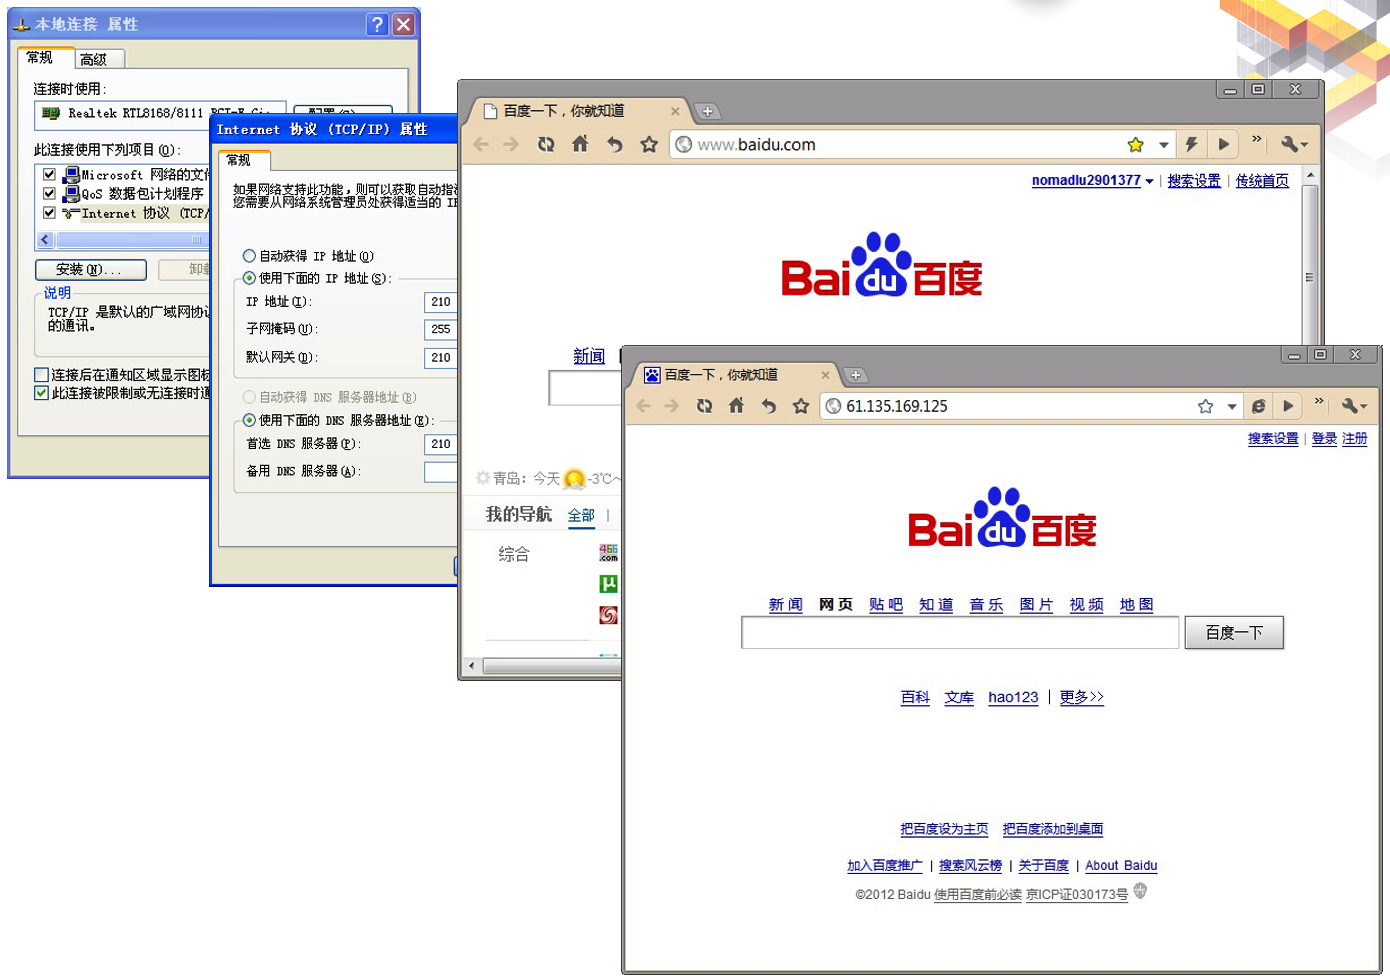 本地连接 属性
常规
高级
连接时使用:
Realtek RTL8168/8111 PCI-E Gi
配置(C)...
此连接使用下列项目(O):
Microsoft 网络的文件
QoS 数据包计划程序
Internet 协议 (TCP/
安装(N)...
卸载
说明
TCP/IP 是默认的广域网协议
的通讯。
连接后在通知区域显示图标
此连接被限制或无连接时通
Internet 协议 (TCP/IP) 属性
常规
如果网络支持此功能，则可以获取自动指派
您需要从网络系统管理员处获得适当的 IP
自动获得 IP 地址(O)
使用下面的 IP 地址(S):
IP 地址(I):
210
子网掩码(U):
255
默认网关(D):
210
自动获得 DNS 服务器地址(B)
使用下面的 DNS 服务器地址(E):
首选 DNS 服务器(P):
210
备用 DNS 服务器(A):
百度一下，你就知道
www.baidu.com
nomadlu2901377 | 搜索设置 | 传统首页
Bai du 百度
新闻
青岛: 今天 -3℃~
我的导航 全部 |
综合
466
.com
百度一下，你就知道
61.135.169.125
搜索设置 | 登录 注册
Bai du 百度
新闻 网页 贴吧 知道 音乐 图片 视频 地图
百度一下
百科 文库 hao123 | 更多>>
把百度设为主页 把百度添加到桌面
加入百度推广 | 搜索风云榜 | 关于百度 | About Baidu
©2012 Baidu 使用百度前必读 京ICP证030173号